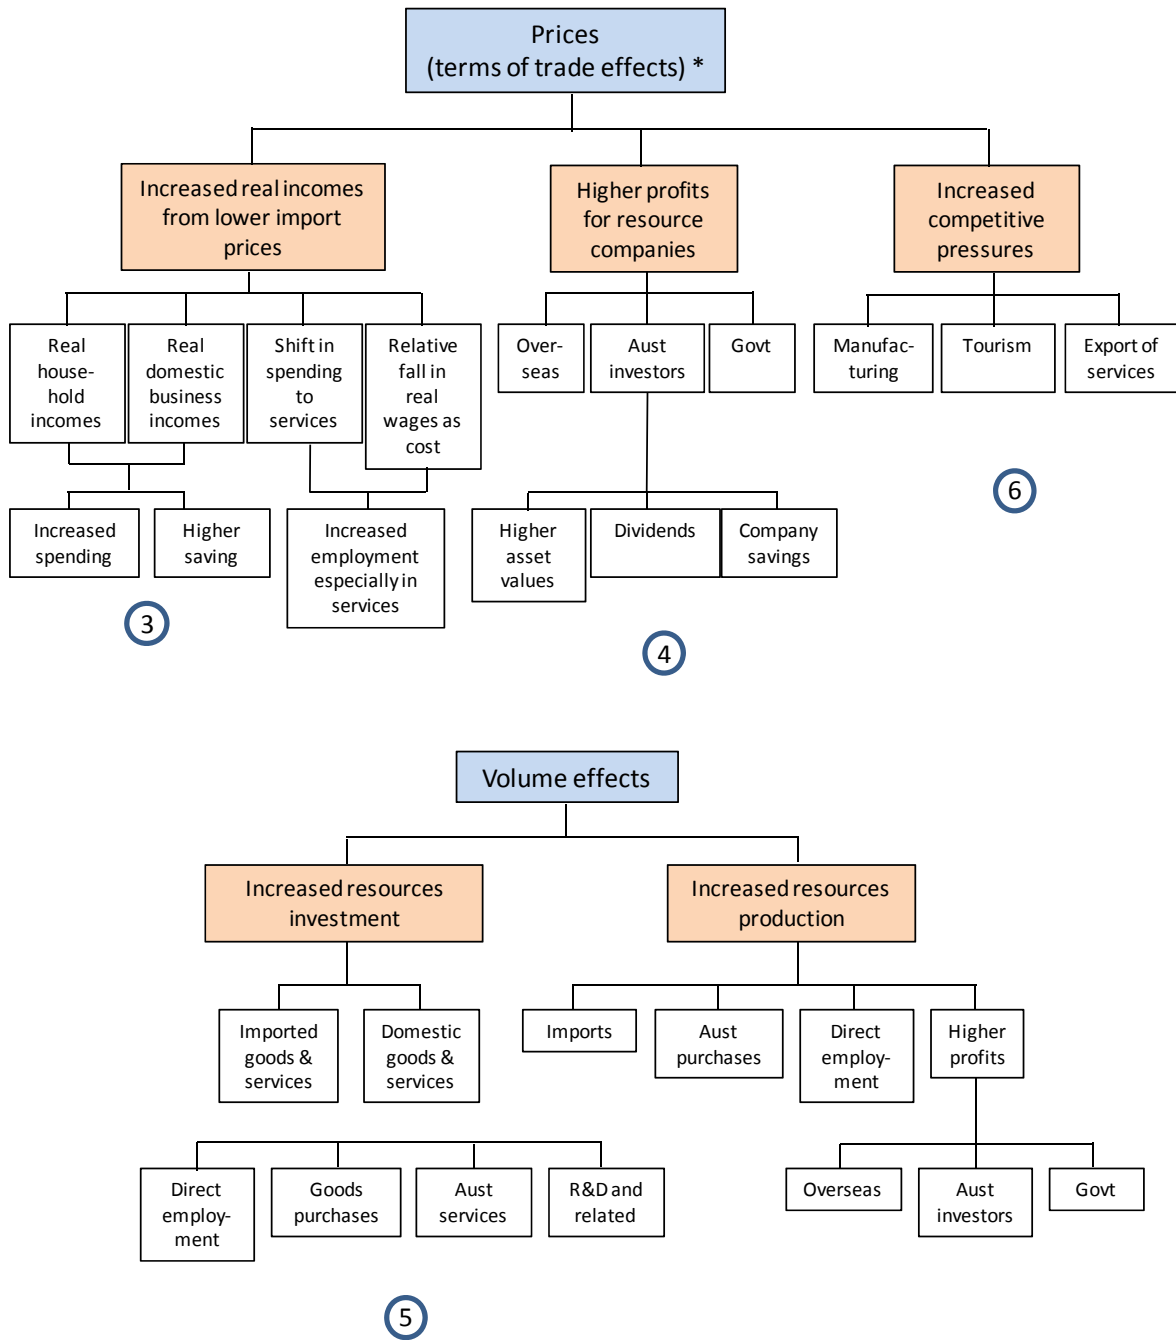 Prices
(terms of trade effects) *
Increased real incomes
from lower import
prices
Higher profits
for resource
companies
Increased
competitive
pressures
Real
house-
hold
incomes
Real
domestic
business
incomes
Shift in
spending
to
services
Relative
fall in
real
wages as
cost
Over-
seas
Aust
investors
Govt
Manufac-
turing
Tourism
Export of
services
Increased
spending
Higher
saving
Increased
employment
especially in
services
Higher
asset
values
Dividends
Company
savings
6
3
4
Volume effects
Increased resources
investment
Increased resources
production
Imported
goods &
services
Domestic
goods &
services
Imports
Aust
purchases
Direct
employ-
ment
Higher
profits
Direct
employ-
ment
Goods
purchases
Aust
services
R&D and
related
Overseas
Aust
investors
Govt
5